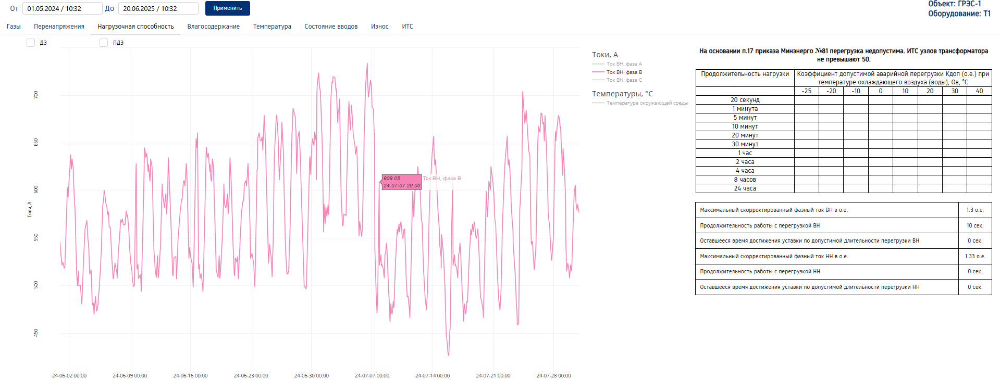 От 01.05.2024 / 10:32 До 20.06.2025 / 10:32 Применить
Объект: ГРЭС-1
Оборудование: Т1
Газы Перенапряжения Нагрузочная способность Влагосодержание Температура Состояние вводов Износ ИТС
ДЗ ПДЗ
Токи, А
700
650
600
550
500
450
609.05
24-07-07 20:00
Ток ВН, фаза B
24-06-02 00:00 24-06-09 00:00 24-06-16 00:00 24-06-23 00:00 24-06-30 00:00 24-07-07 00:00 24-07-14 00:00 24-07-21 00:00 24-07-28 00:00
Токи, А
Ток ВН, фаза A
Ток ВН, фаза B
Ток ВН, фаза C
Температуры, °C
Температура окружающей среды
На основании п.17 приказа Минэнерго №81 перегрузка недопустима. ИТС узлов трансформатора
не превышают 50.
Продолжительность нагрузки Коэффициент допустимой аварийной перегрузки Кдоп (о.е.) при
температуре охлаждающего воздуха (воды), Θв, °C
-25 -20 -10 0 10 20 30 40
20 секунд
1 минута
5 минут
10 минут
20 минут
30 минут
1 час
2 часа
4 часа
8 часов
24 часа
Максимальный скорректированный фазный ток ВН в о.е. 1.3 о.е.
Продолжительность работы с перегрузкой ВН 10 сек.
Оставшееся время достижения уставки по допустимой длительности перегрузки ВН 0 сек.
Максимальный скорректированный фазный ток НН в о.е. 1.33 о.е.
Продолжительность работы с перегрузкой НН 0 сек.
Оставшееся время достижения уставки по допустимой длительности перегрузки НН 0 сек.